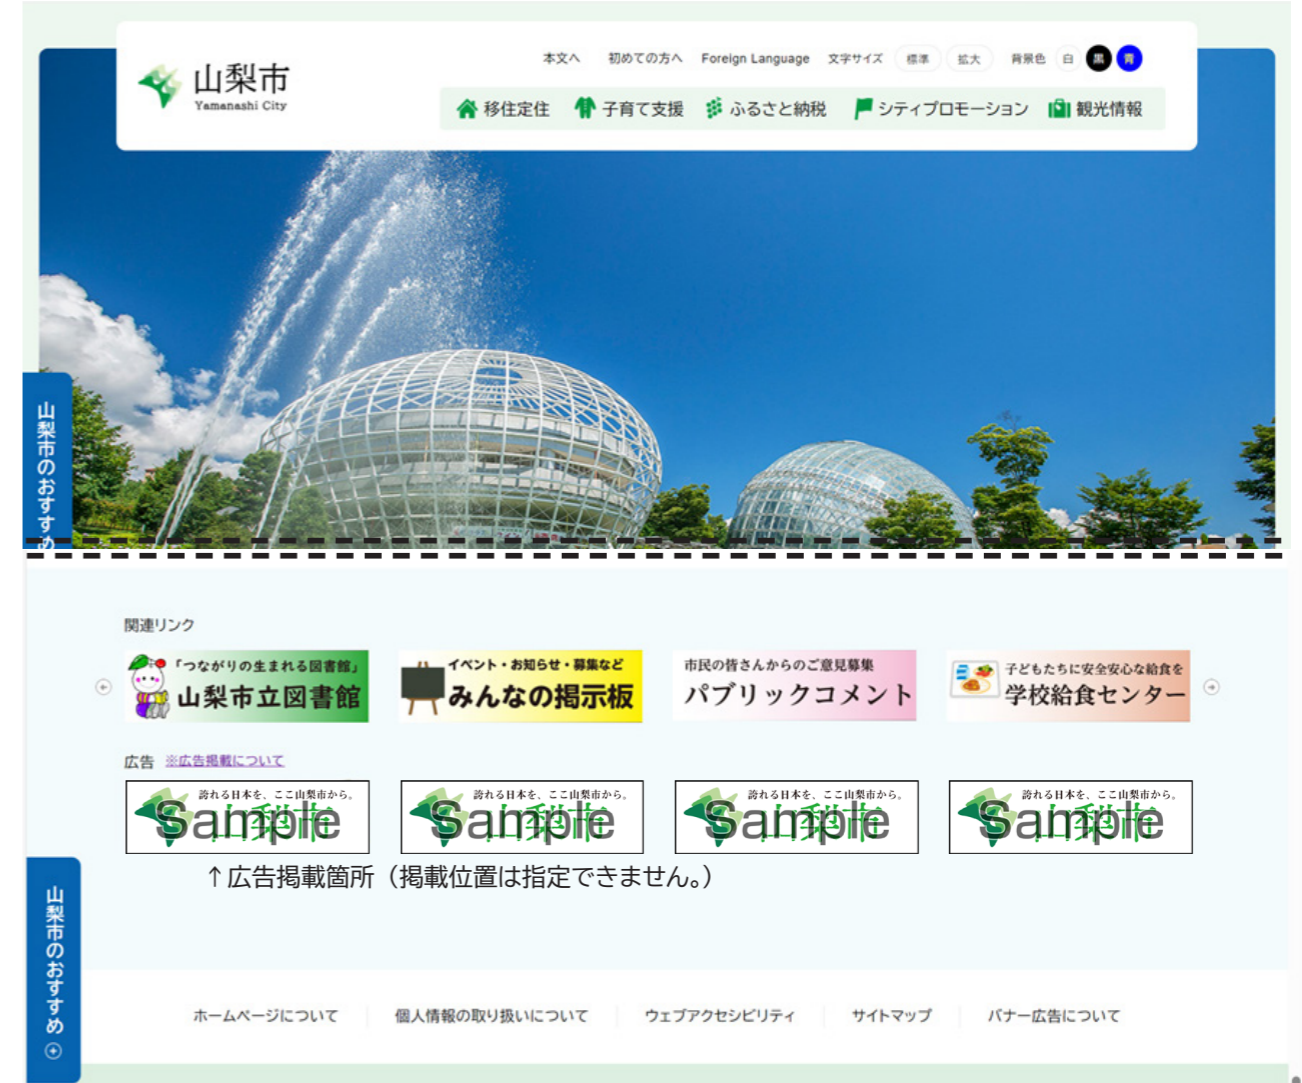 山梨市
Yamanashi City
本文へ 初めての方へ Foreign Language 文字サイズ 標準 拡大 背景色 白 黒 青
移住定住 子育て支援 ふるさと納税 シティプロモーション 観光情報
山梨市のおすすめ
関連リンク
「つながりの生まれる図書館」
山梨市立図書館
イベント・お知らせ・募集など
みんなの掲示板
市民の皆さんからのご意見募集
パブリックコメント
子どもたちに安全安心な給食を
学校給食センター
広告 ※広告掲載について
誇れる日本を、ここ山梨市から。
山梨市
Sample
誇れる日本を、ここ山梨市から。
山梨市
Sample
誇れる日本を、ここ山梨市から。
山梨市
Sample
誇れる日本を、ここ山梨市から。
山梨市
Sample
↑広告掲載箇所（掲載位置は指定できません。）
山梨市のおすすめ
ホームページについて 個人情報の取り扱いについて ウェブアクセシビリティ サイトマップ バナー広告について